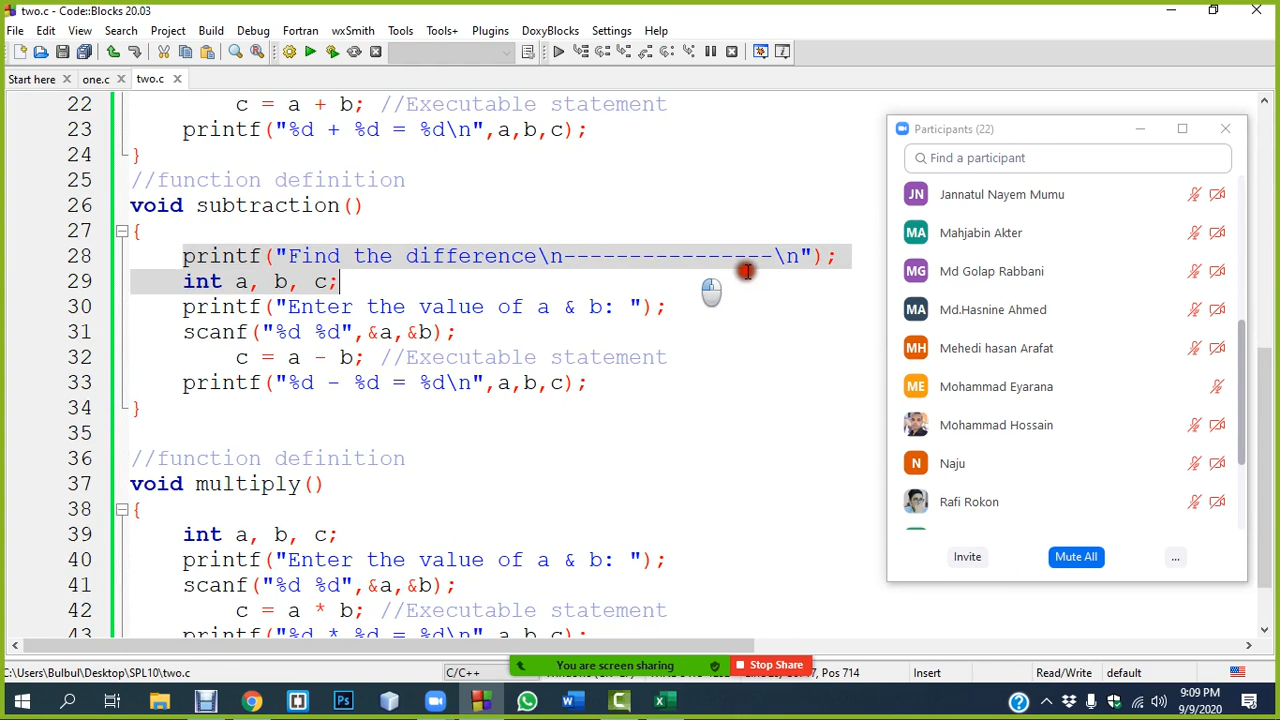 two.c - Code::Blocks 20.03
File Edit View Search Project Build Debug Fortran wxSmith Tools Tools+ Plugins DoxyBlocks Settings Help
Start here one.c two.c
22 c = a + b; //Executable statement
23 printf("%d + %d = %d\n",a,b,c);
24 }
25 //function definition
26 void subtraction()
27 {
28 printf("Find the difference\n----------------\n");
29 int a, b, c;
30 printf("Enter the value of a & b: ");
31 scanf("%d %d",&a,&b);
32 c = a - b; //Executable statement
33 printf("%d - %d = %d\n",a,b,c);
34 }
35
36 //function definition
37 void multiply()
38 {
39 int a, b, c;
40 printf("Enter the value of a & b: ");
41 scanf("%d %d",&a,&b);
42 c = a * b; //Executable statement
43 printf("%d * %d = %d\n",a,b,c);
Participants (22)
Find a participant
JN Jannatul Nayem Mumu
MA Mahjabin Akter
MG Md Golap Rabbani
MA Md.Hasnine Ahmed
MH Mehedi hasan Arafat
ME Mohammad Eyarana
Mohammad Hossain
N Naju
Rafi Rokon
Invite Mute All ...
C:\Users\Bulbul\Desktop\SPL10\two.c C/C++ Pos 714 Insert Read/Write default
You are screen sharing Stop Share
9:09 PM
9/9/2020